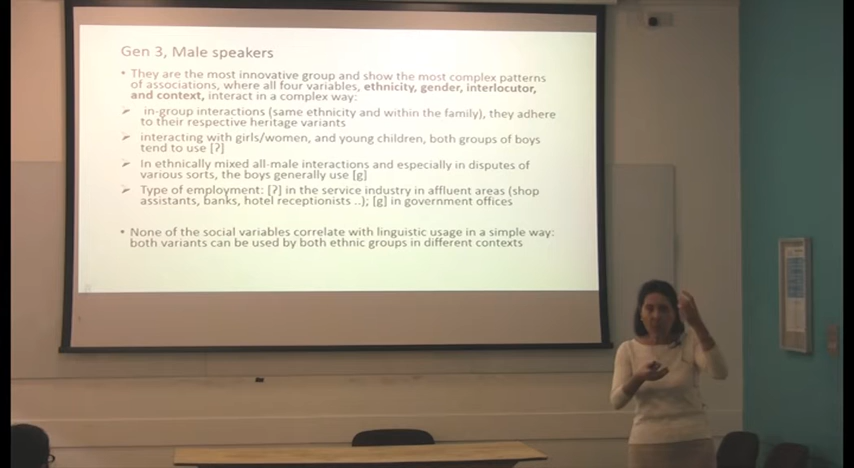 Gen 3, Male speakers
• They are the most innovative group and show the most complex patterns
of associations, where all four variables, ethnicity, gender, interlocutor,
and context, interact in a complex way:
➢ in-group interactions (same ethnicity and within the family), they adhere
to their respective heritage variants
➢ interacting with girls/women, and young children, both groups of boys
tend to use [ʔ]
➢ In ethnically mixed all-male interactions and especially in disputes of
various sorts, the boys generally use [g]
➢ Type of employment: [ʔ] in the service industry in affluent areas (shop
assistants, banks, hotel receptionists ..); [g] in government offices
• None of the social variables correlate with linguistic usage in a simple way:
both variants can be used by both ethnic groups in different contexts